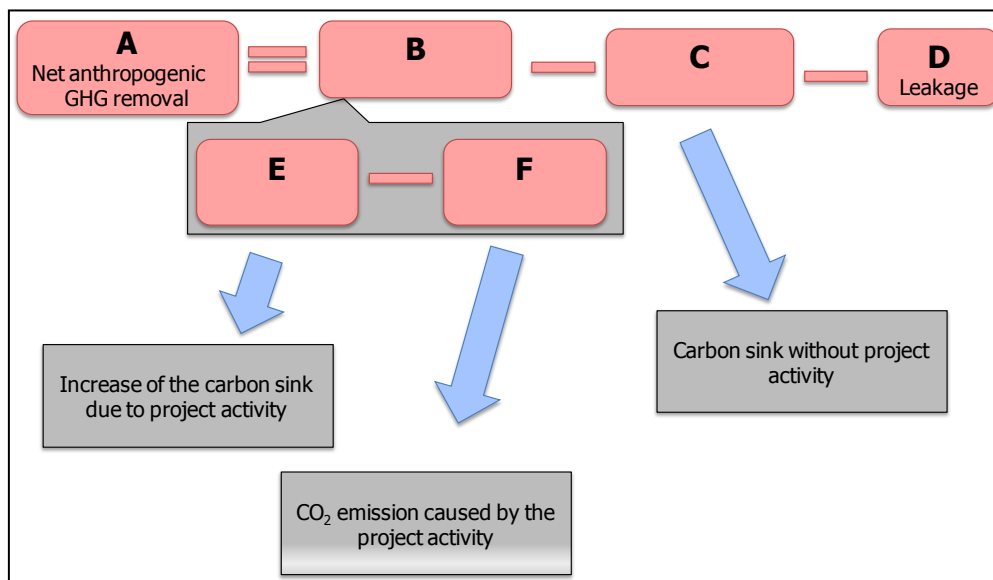 A
Net anthropogenic
GHG removal
B
C
D
Leakage
E
F
Increase of the carbon sink
due to project activity
Carbon sink without project
activity
CO₂ emission caused by the
project activity